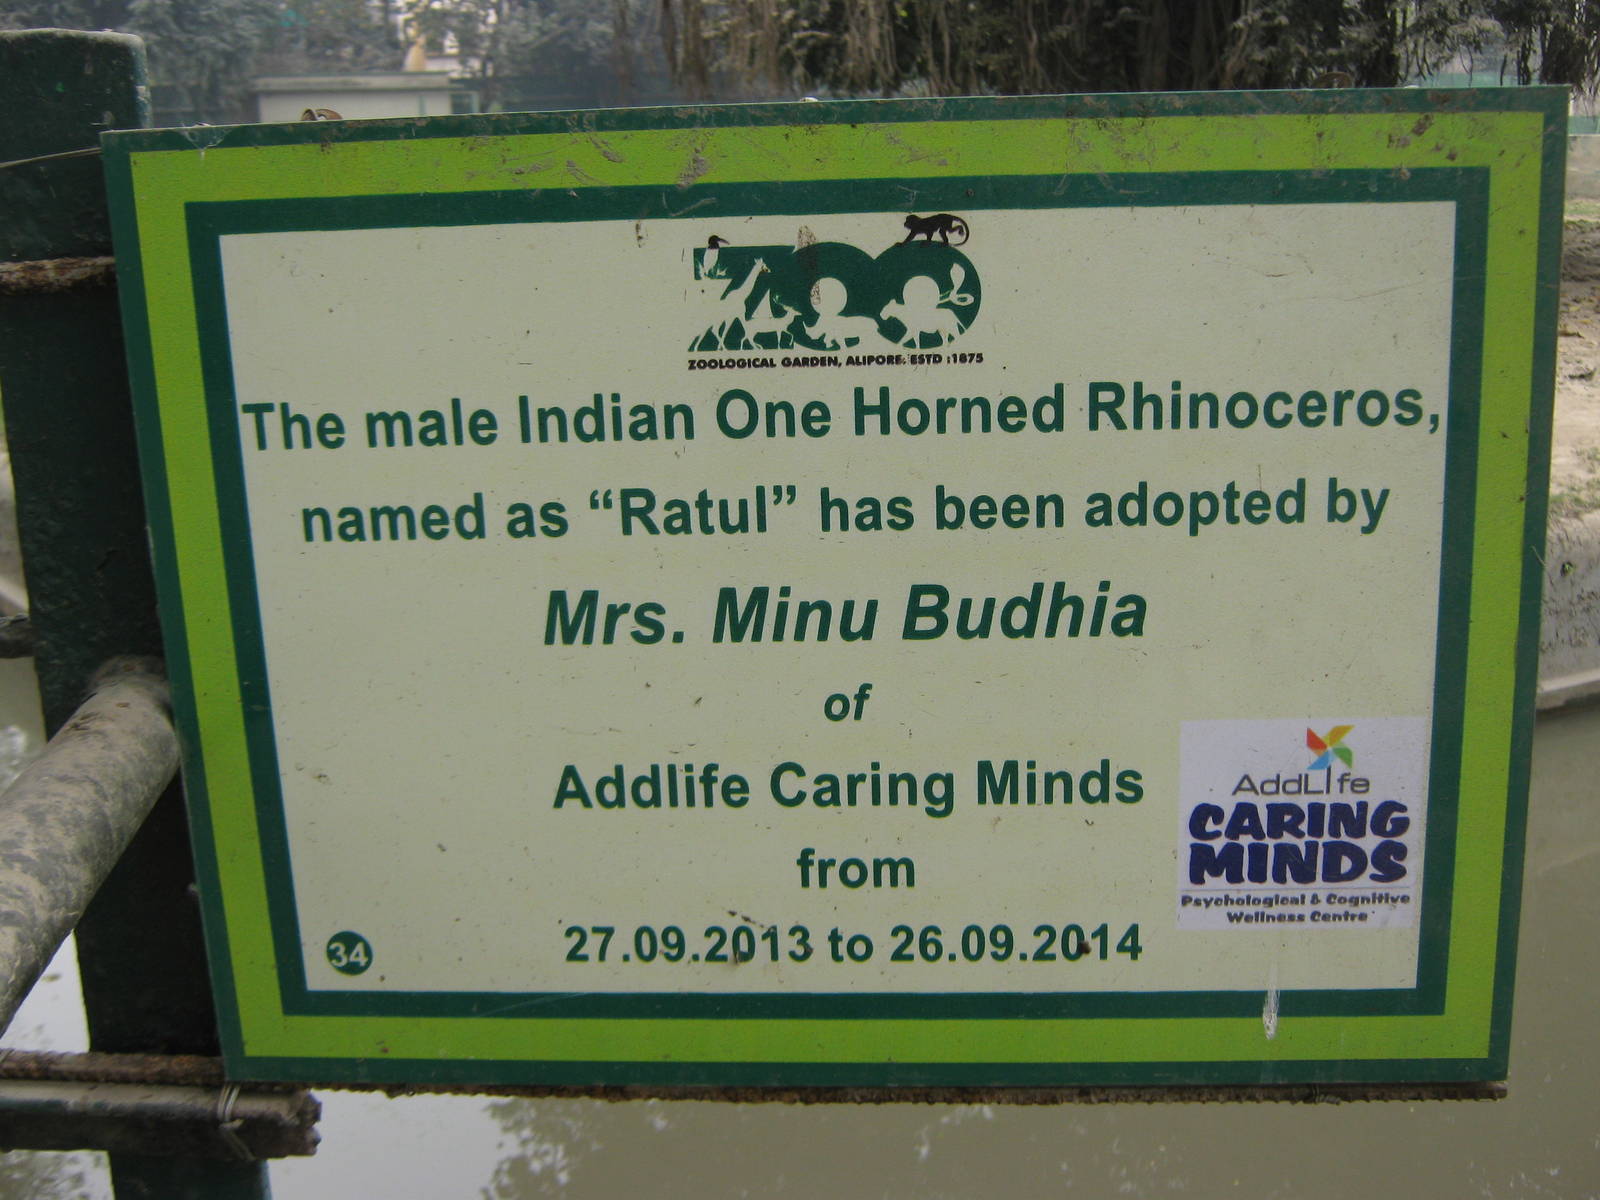 ZOO
ZOOLOGICAL GARDEN, ALIPORE. ESTD :1875
The male Indian One Horned Rhinoceros,
named as “Ratul” has been adopted by
Mrs. Minu Budhia
of
Addlife Caring Minds
from
27.09.2013 to 26.09.2014
34
AddLIfe
CARING
MINDS
Psychological & Cognitive
Wellness Centre